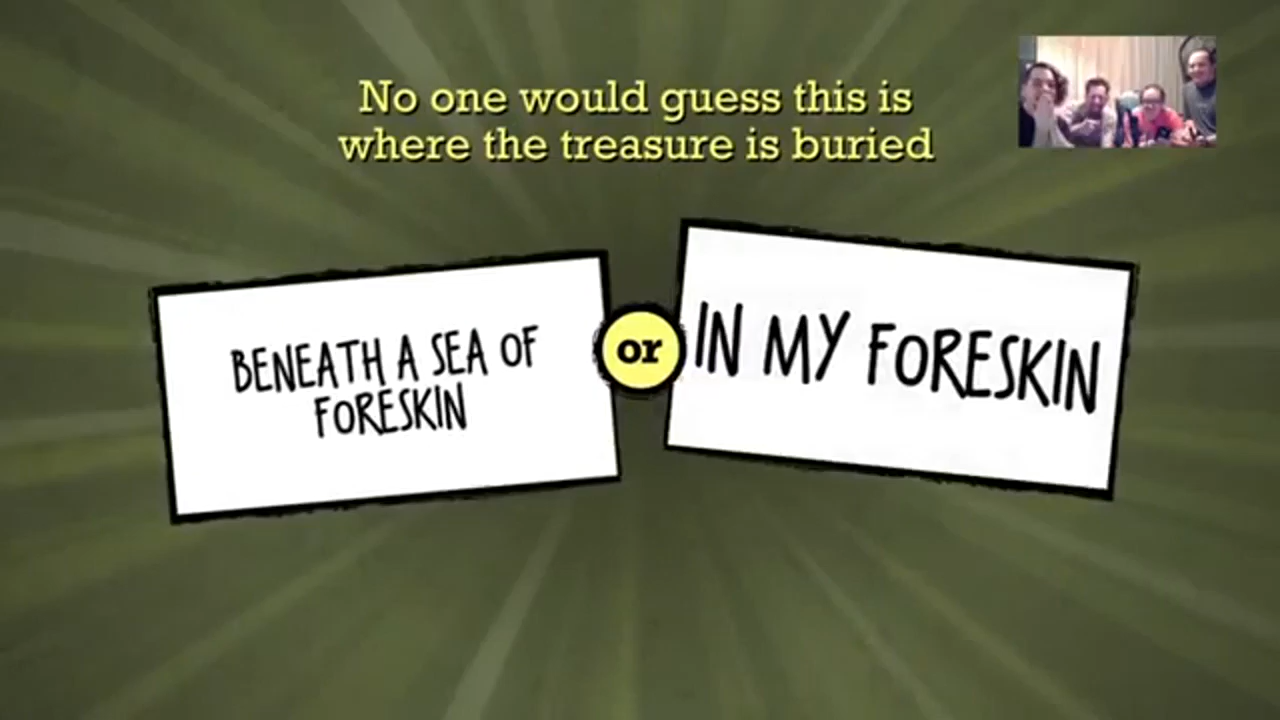 No one would guess this is
where the treasure is buried
BENEATH A SEA OF
FORESKIN
or
IN MY FORESKIN